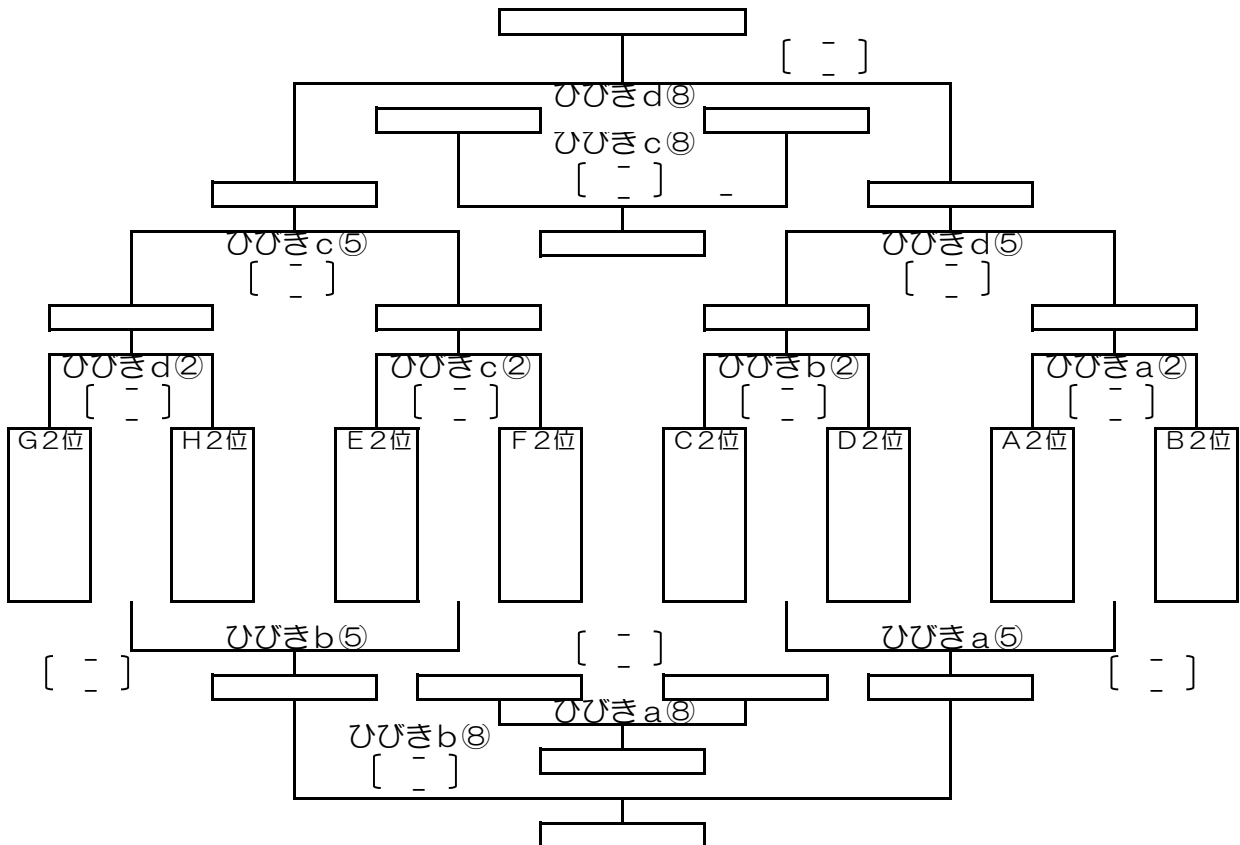 ［ － － ］
ひびきｄ⑧
ひびきｃ⑧
［ － － ］ －
ひびきｃ⑤ ひびきｄ⑤
［ － － ］ ［ － － ］
ひびきｄ② ひびきｃ② ひびきｂ② ひびきａ②
［ － － ］ ［ － － ］ ［ － － ］ ［ － － ］
Ｇ２位 Ｈ２位 Ｅ２位 Ｆ２位 Ｃ２位 Ｄ２位 Ａ２位 Ｂ２位
ひびきｂ⑤ ［ － － ］ ひびきａ⑤
［ － － ］ ［ － － ］
ひびきａ⑧
ひびきｂ⑧
［ － － ］